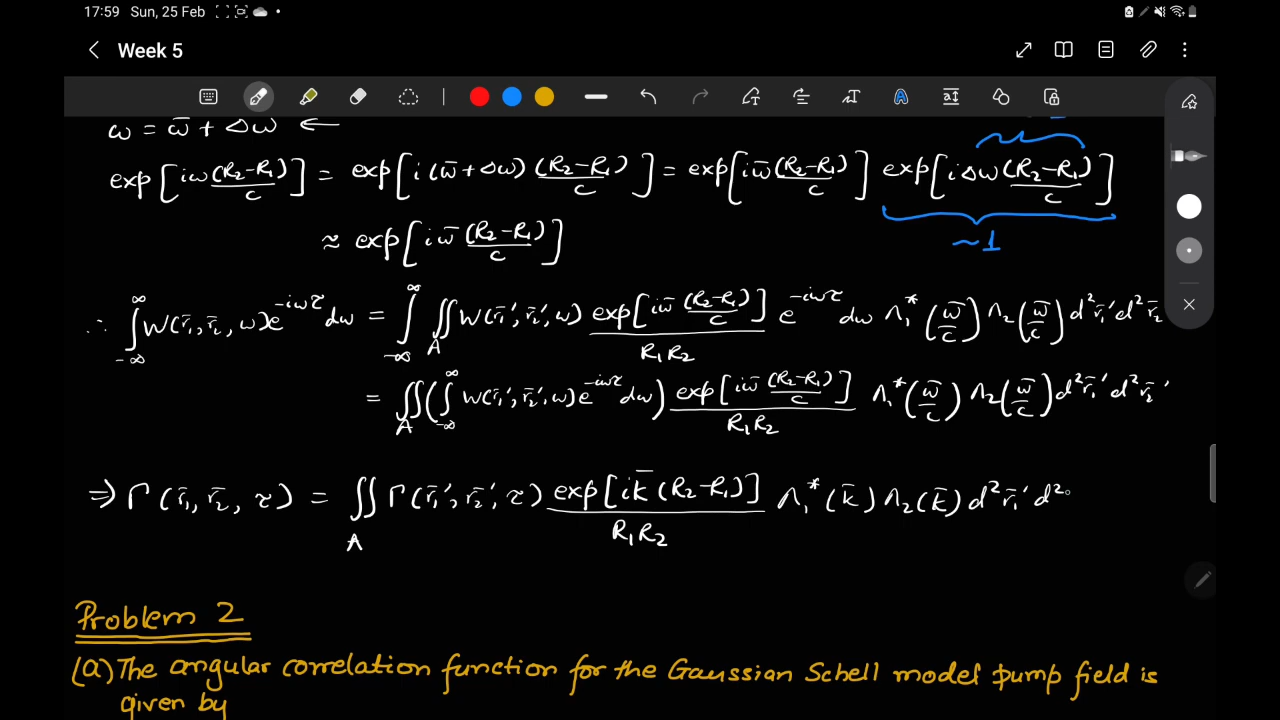 17:59 Sun, 25 Feb
Week 5
ω = ω̄ + Δω ←
exp[iω(R₂-R₁)/c] = exp[i(ω̄+Δω)(R₂-R₁)/c] = exp[iω̄(R₂-R₁)/c] exp[iΔω(R₂-R₁)/c]
~1
≈ exp[iω̄(R₂-R₁)/c]
∴ ∫_{-∞}^{∞} W(r̄₁, r̄₂, ω)e^{-iωτ}dω = ∫_{-∞}^{∞} ∬_A W(r̄₁', r̄₂', ω) exp[iω̄(R₂-R₁)/c]/R₁R₂ e^{-iωτ}dω Λ₁*(ω̄/c) Λ₂(ω̄/c) d²r̄₁' d²r̄₂
= ∬_A (∫_{-∞}^{∞} W(r̄₁', r̄₂', ω)e^{-iωτ}dω) exp[iω̄(R₂-R₁)/c]/R₁R₂ Λ₁*(ω̄/c) Λ₂(ω̄/c) d²r̄₁' d²r̄₂'
⇒ Γ(r̄₁, r̄₂, τ) = ∬_A Γ(r̄₁', r̄₂', τ) exp[ik̄(R₂-R₁)]/R₁R₂ Λ₁*(k̄) Λ₂(k̄) d²r̄₁' d²
Problem 2
(a) The angular correlation function for the Gaussian Schell model pump field is
given by